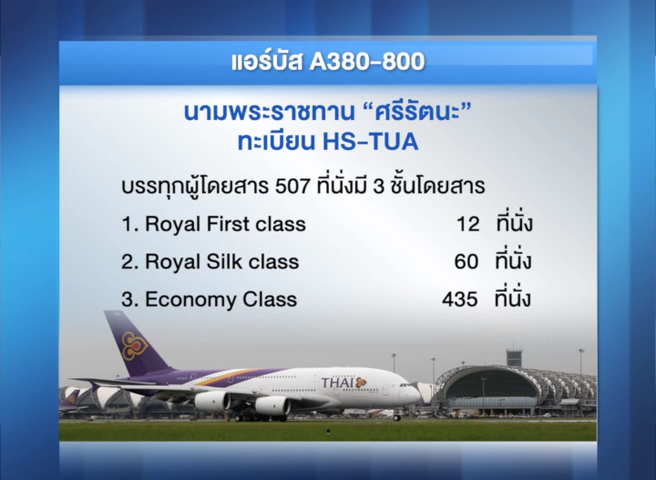 แอร์บัส A380-800
นามพระราชทาน “ศรีรัตนะ”
ทะเบียน HS-TUA
บรรทุกผู้โดยสาร 507 ที่นั่งมี 3 ชั้นโดยสาร
1. Royal First class 12 ที่นั่ง
2. Royal Silk class 60 ที่นั่ง
3. Economy Class 435 ที่นั่ง
THAI